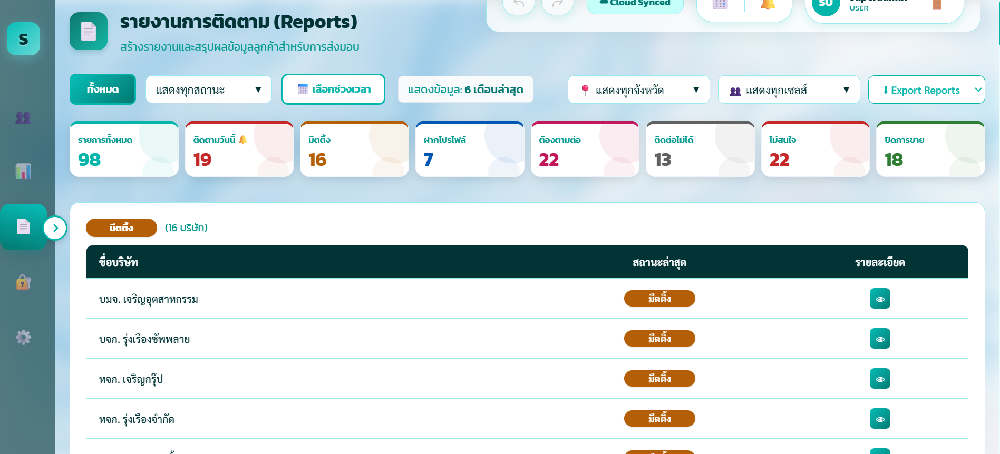 S
รายงานการติดตาม (Reports)
สร้างรายงานและสรุปผลข้อมูลลูกค้าสำหรับการส่งมอบ
Cloud Synced
SU
USER
ทั้งหมด
แสดงทุกสถานะ
เลือกช่วงเวลา
แสดงข้อมูล: 6 เดือนล่าสุด
แสดงทุกจังหวัด
แสดงทุกเซลส์
Export Reports
รายการทั้งหมด
98
ติดตามวันนี้
19
มีตติ้ง
16
ฝากโปรไฟล์
7
ต้องตามต่อ
22
ติดต่อไม่ได้
13
ไม่สนใจ
22
ปิดการขาย
18
มีตติ้ง (16 บริษัท)
ชื่อบริษัท สถานะล่าสุด รายละเอียด
บมจ. เจริญอุตสาหกรรม มีตติ้ง
บจก. รุ่งเรืองซัพพลาย มีตติ้ง
หจก. เจริญกรุ๊ป มีตติ้ง
หจก. รุ่งเรืองจำกัด มีตติ้ง